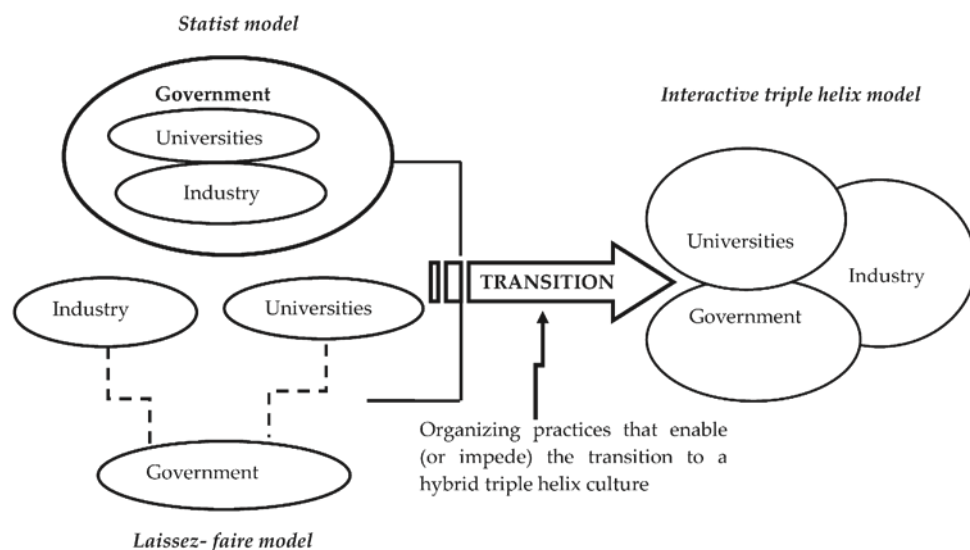 Statist model
Government
Universities
Industry
Industry
Universities
Government
Laissez- faire model
TRANSITION
Organizing practices that enable
(or impede) the transition to a
hybrid triple helix culture
Interactive triple helix model
Universities
Industry
Government